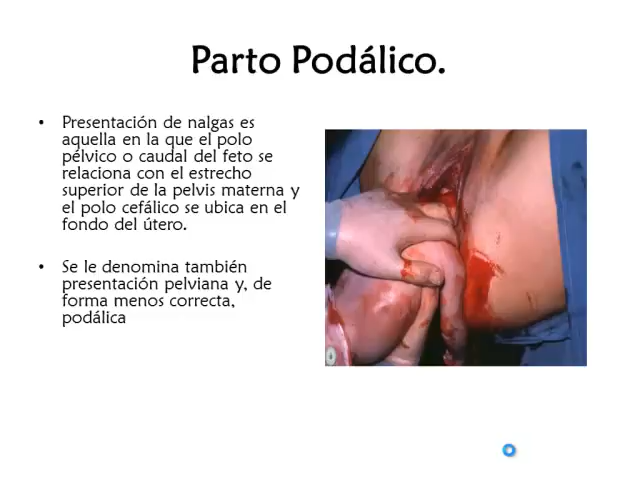 Parto Podálico.
• Presentación de nalgas es
aquella en la que el polo
pélvico o caudal del feto se
relaciona con el estrecho
superior de la pelvis materna y
el polo cefálico se ubica en el
fondo del útero.
• Se le denomina también
presentación pelviana y, de
forma menos correcta,
podálica